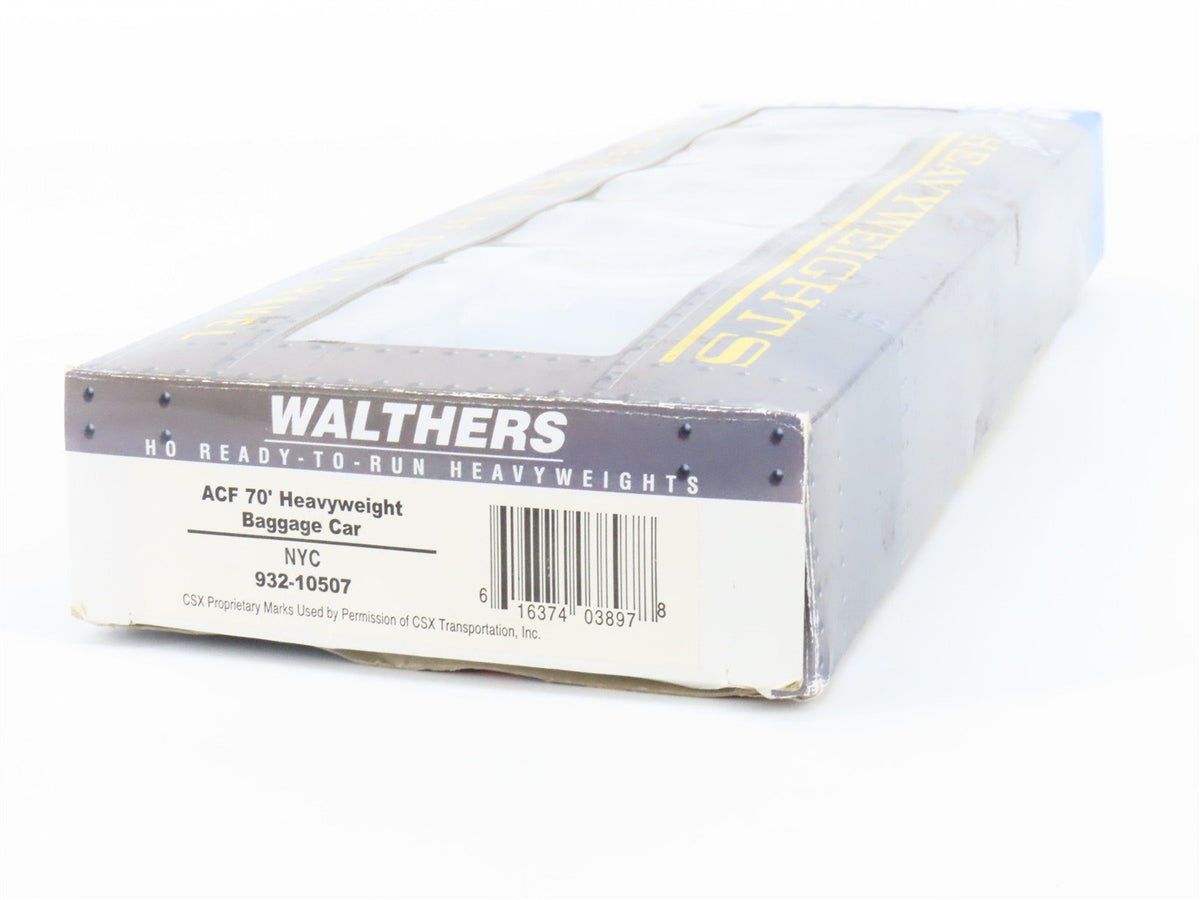 HEAVYWEIGHTS
WALTHERS
HO READY-TO-RUN HEAVYWEIGHTS
ACF 70' Heavyweight
Baggage Car
NYC
932-10507
CSX Proprietary Marks Used by Permission of CSX Transportation, Inc.
6 16374 03897 8